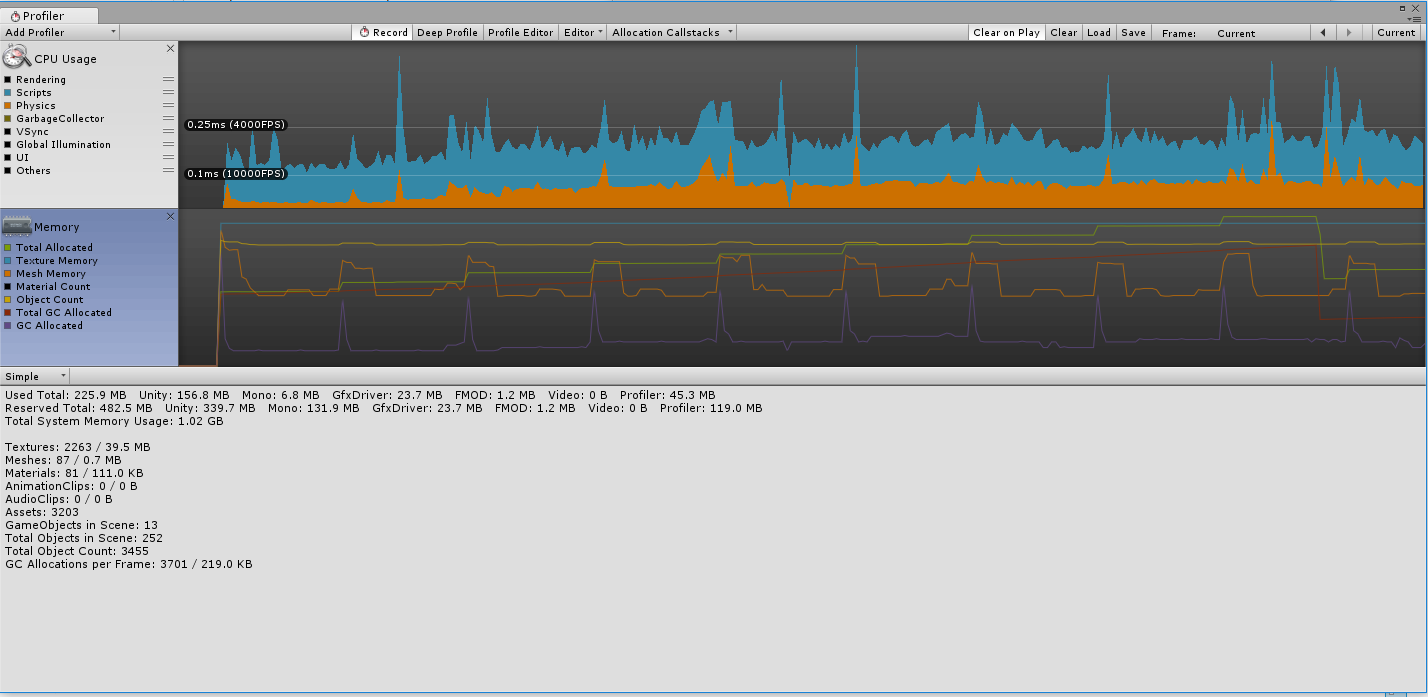 Profiler
Add Profiler Record Deep Profile Profile Editor Editor Allocation Callstacks Clear on Play Clear Load Save Frame: Current Current
CPU Usage
Rendering
Scripts
Physics
GarbageCollector
VSync
Global Illumination
UI
Others
0.25ms (4000FPS)
0.1ms (10000FPS)
Memory
Total Allocated
Texture Memory
Mesh Memory
Material Count
Object Count
Total GC Allocated
GC Allocated
Simple
Used Total: 225.9 MB Unity: 156.8 MB Mono: 6.8 MB GfxDriver: 23.7 MB FMOD: 1.2 MB Video: 0 B Profiler: 45.3 MB
Reserved Total: 482.5 MB Unity: 339.7 MB Mono: 131.9 MB GfxDriver: 23.7 MB FMOD: 1.2 MB Video: 0 B Profiler: 119.0 MB
Total System Memory Usage: 1.02 GB
Textures: 2263 / 39.5 MB
Meshes: 87 / 0.7 MB
Materials: 81 / 111.0 KB
AnimationClips: 0 / 0 B
AudioClips: 0 / 0 B
Assets: 3203
GameObjects in Scene: 13
Total Objects in Scene: 252
Total Object Count: 3455
GC Allocations per Frame: 3701 / 219.0 KB